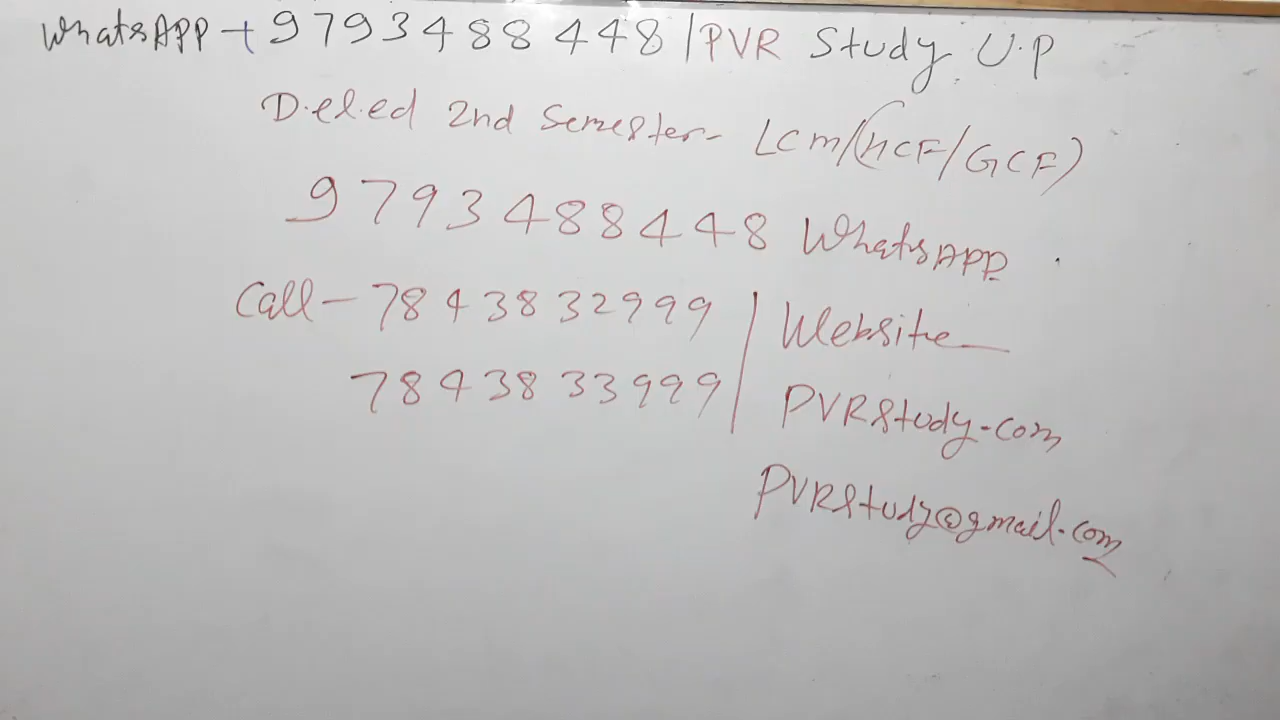 WhatsAPP + 9793488448 | PVR Study U.P
D.el.ed 2nd Semester- LCM/(HCF/GCF)
9793488448 WhatsAPP
Call - 7843832999 | Website -
7843833999 | PVRStudy.com
PVRStudy@gmail.com